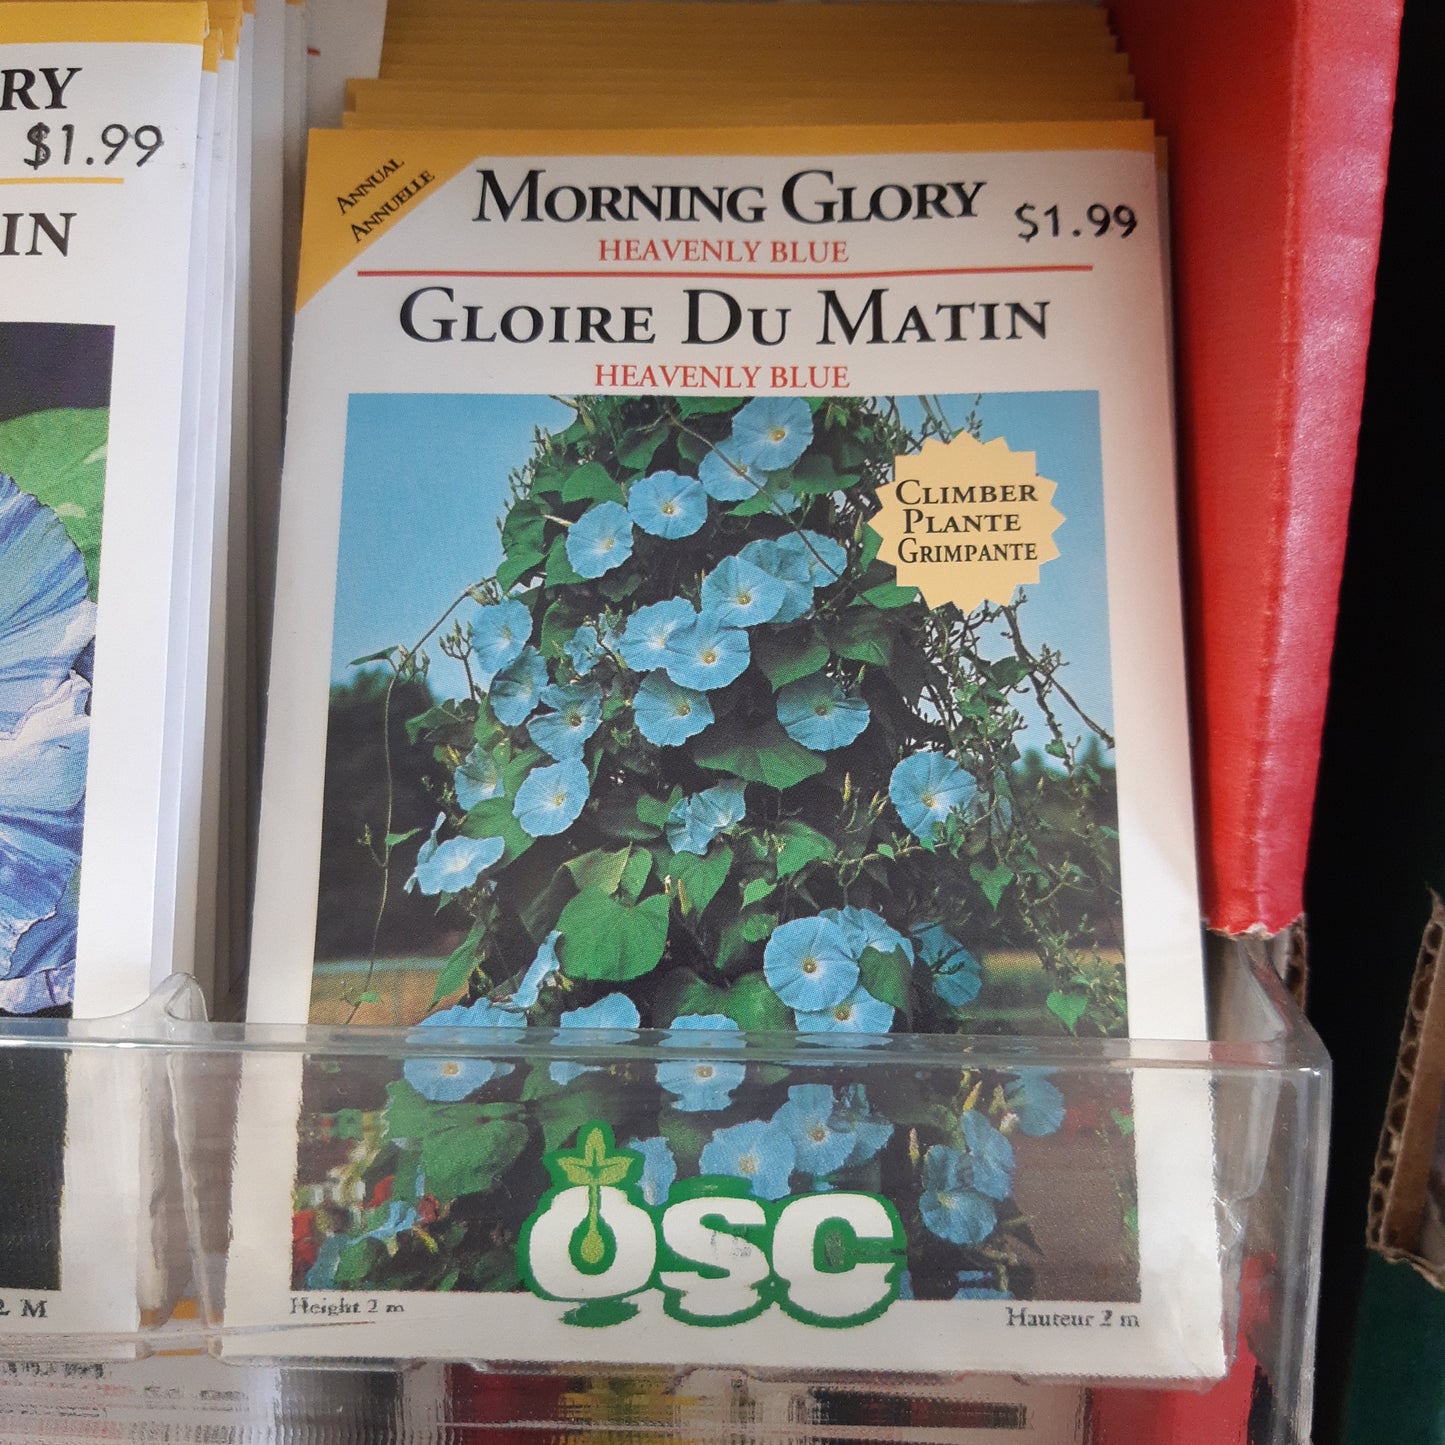 RY
$1.99
IN
2 M
ANNUAL
ANNUELLE
MORNING GLORY
$1.99
HEAVENLY BLUE
GLOIRE DU MATIN
HEAVENLY BLUE
CLIMBER
PLANTE
GRIMPANTE
OSC
Height 2 m
Hauteur 2 m